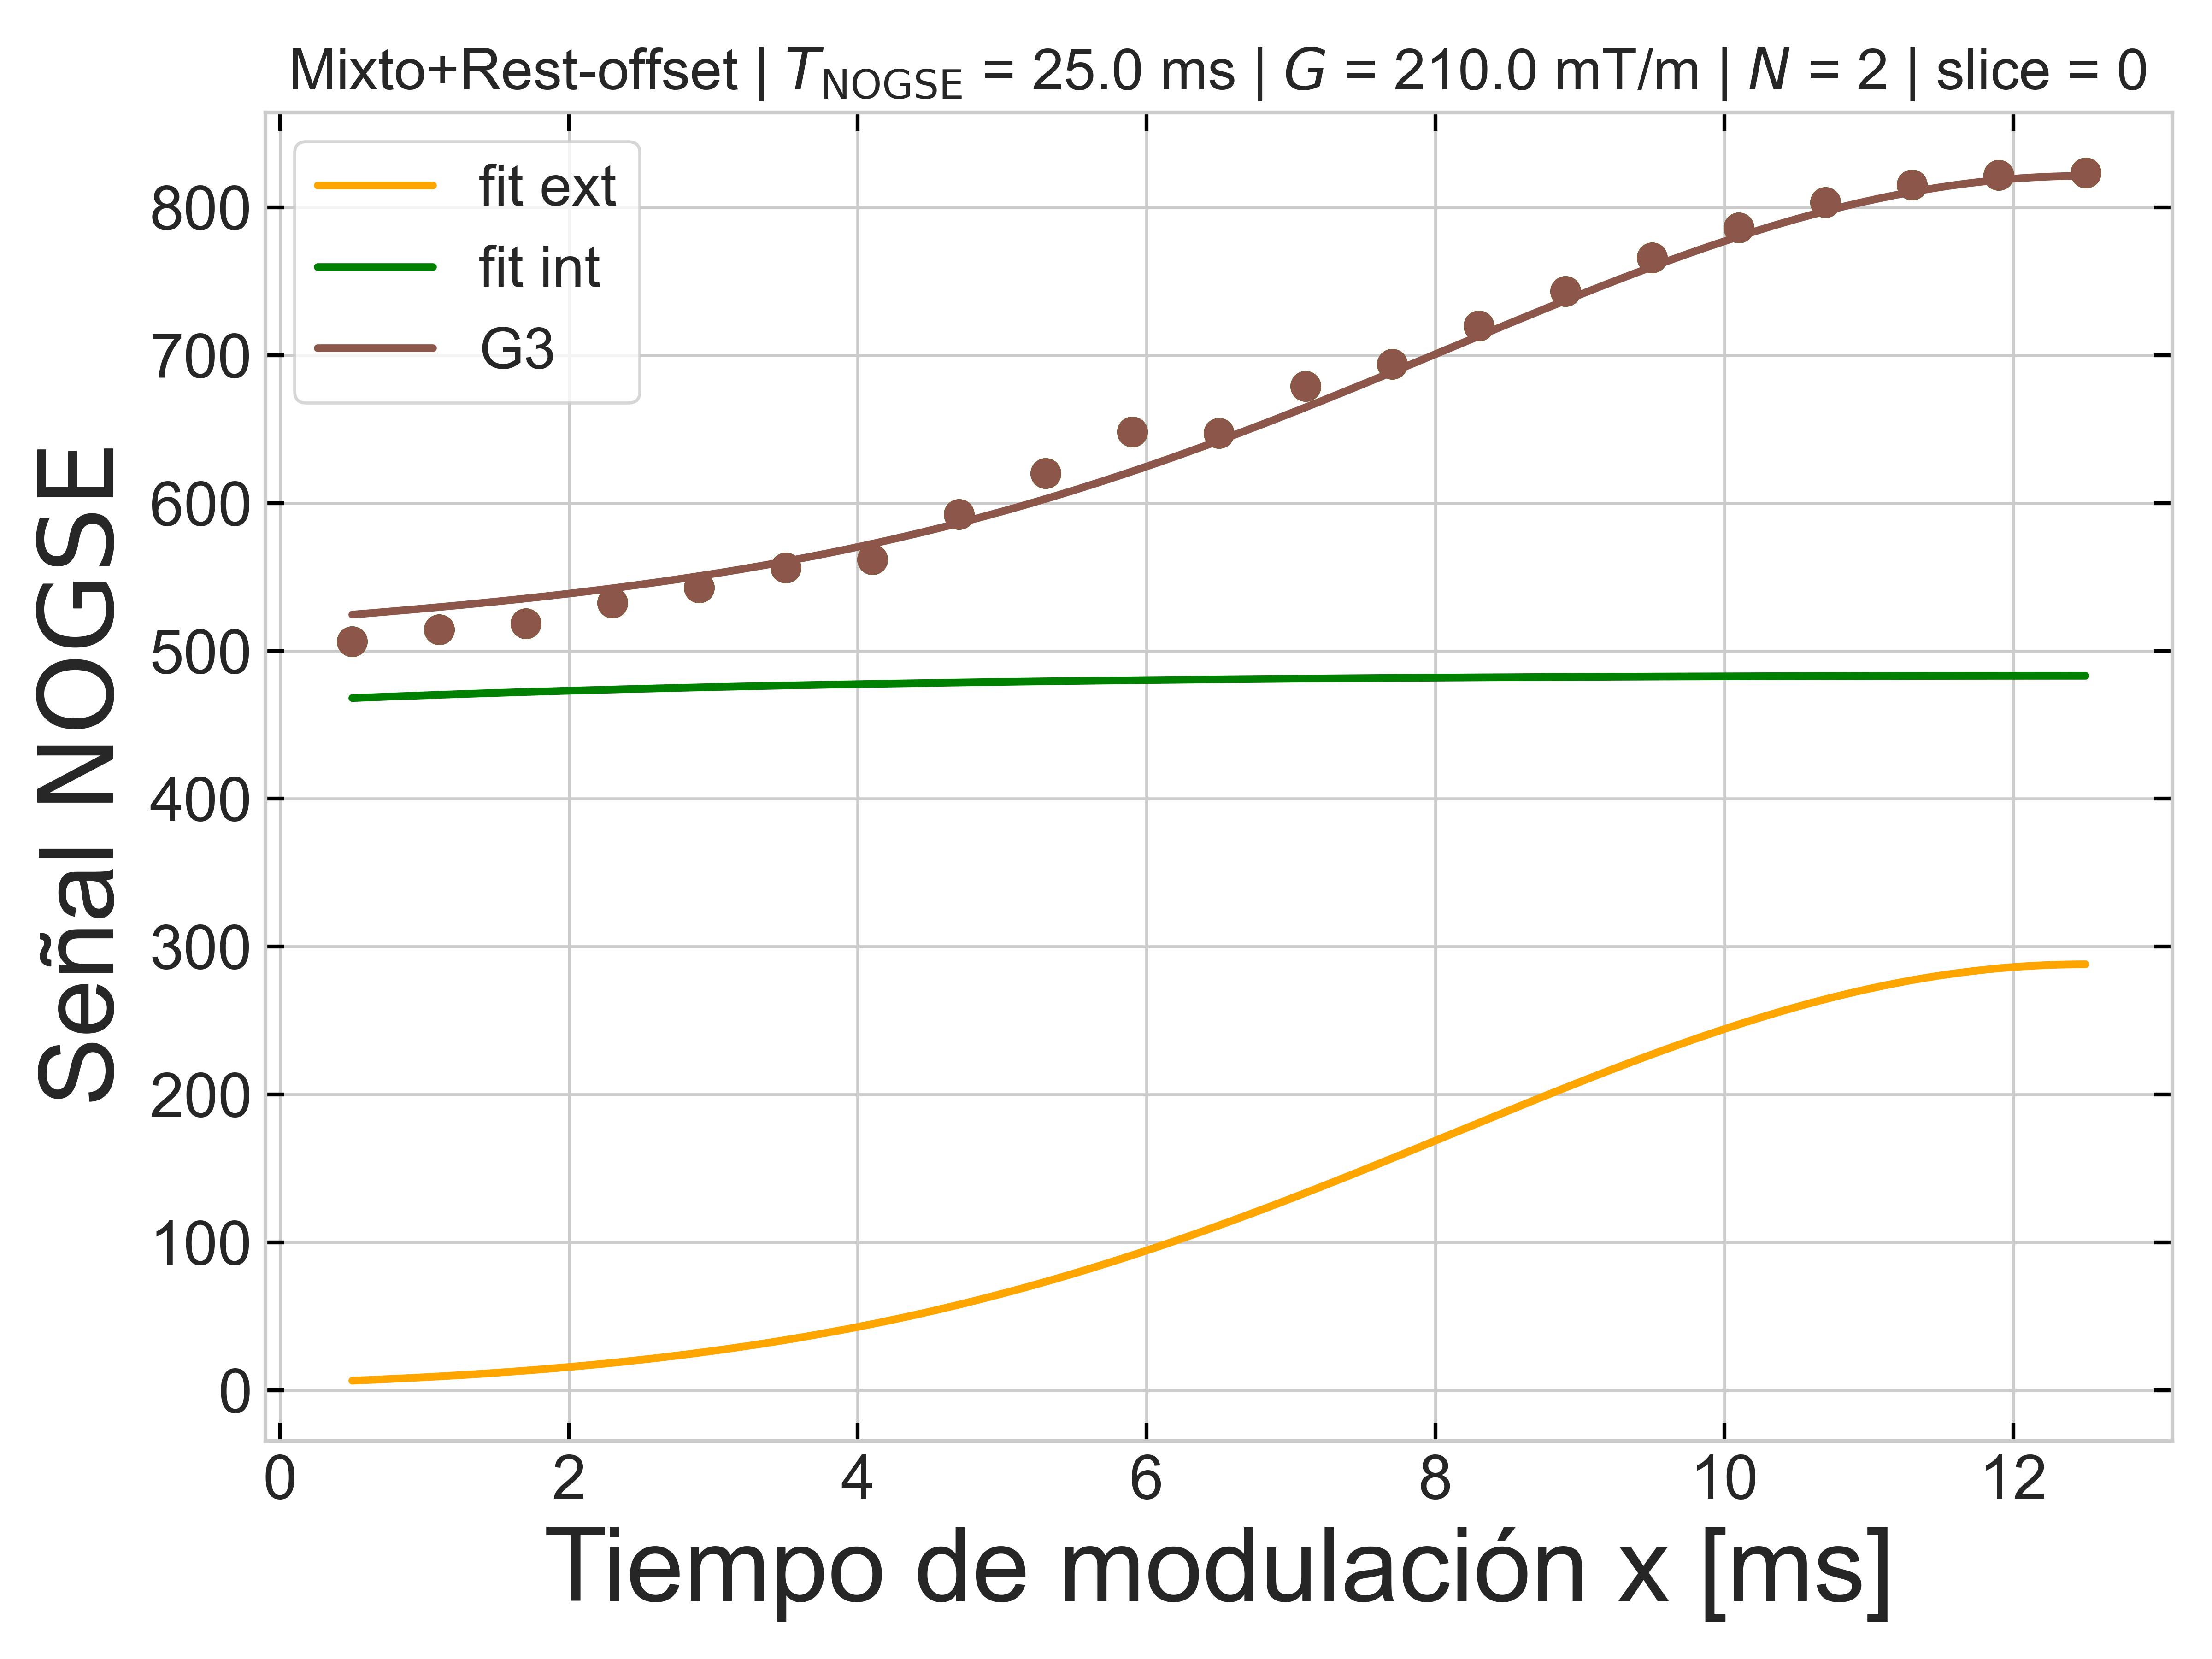 Mixto+Rest-offset | T_NOGSE = 25.0 ms | G = 210.0 mT/m | N = 2 | slice = 0
fit ext
fit int
G3
Señal NOGSE
800
700
600
500
400
300
200
100
0
0 2 4 6 8 10 12
Tiempo de modulación x [ms]